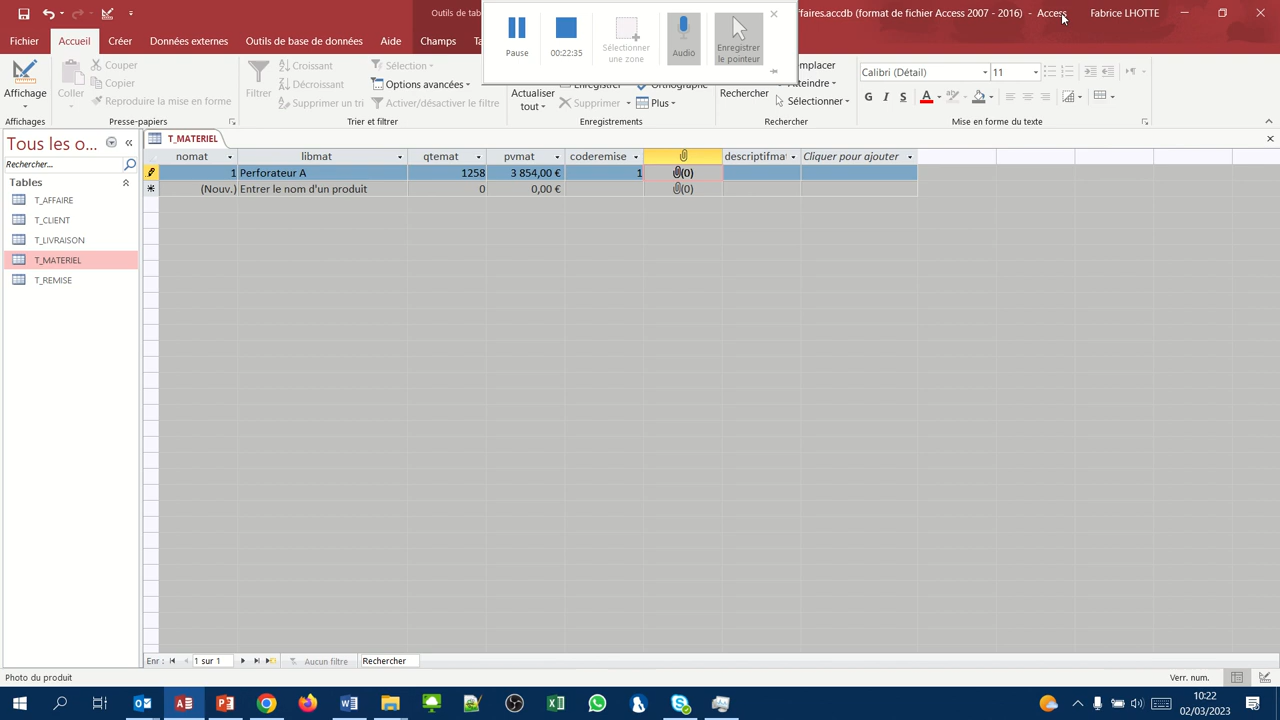 Outils de tab
ffaires.accdb (format de fichier Access 2007 - 2016) - Access
Fabrice LHOTTE
Pause
00:22:35
Sélectionner
une zone
Audio
Enregistrer
le pointeur
Fichier
Accueil
Créer
Données externes
Outils de base de données
Aide
Champs
Ta
Affichage
Coller
Couper
Copier
Reproduire la mise en forme
Filtrer
Croissant
Décroissant
Supprimer un tri
Sélection
Options avancées
Activer/désactiver le filtre
Actualiser
tout
Enregistrer
Supprimer
Orthographe
Plus
Rechercher
Remplacer
Atteindre
Sélectionner
Calibri (Détail)
11
G I S A
Affichages
Presse-papiers
Trier et filtrer
Enregistrements
Rechercher
Mise en forme du texte
Tous les o...
Rechercher...
Tables
T_AFFAIRE
T_CLIENT
T_LIVRAISON
T_MATERIEL
T_REMISE
T_MATERIEL
nomat libmat qtemat pvmat coderemise descriptifmat Cliquer pour ajouter
1 Perforateur A 1258 3 854,00 € 1 (0)
(Nouv.) Entrer le nom d'un produit 0 0,00 € (0)
Enr : 1 sur 1 Aucun filtre Rechercher
Photo du produit
Verr. num.
10:22
02/03/2023